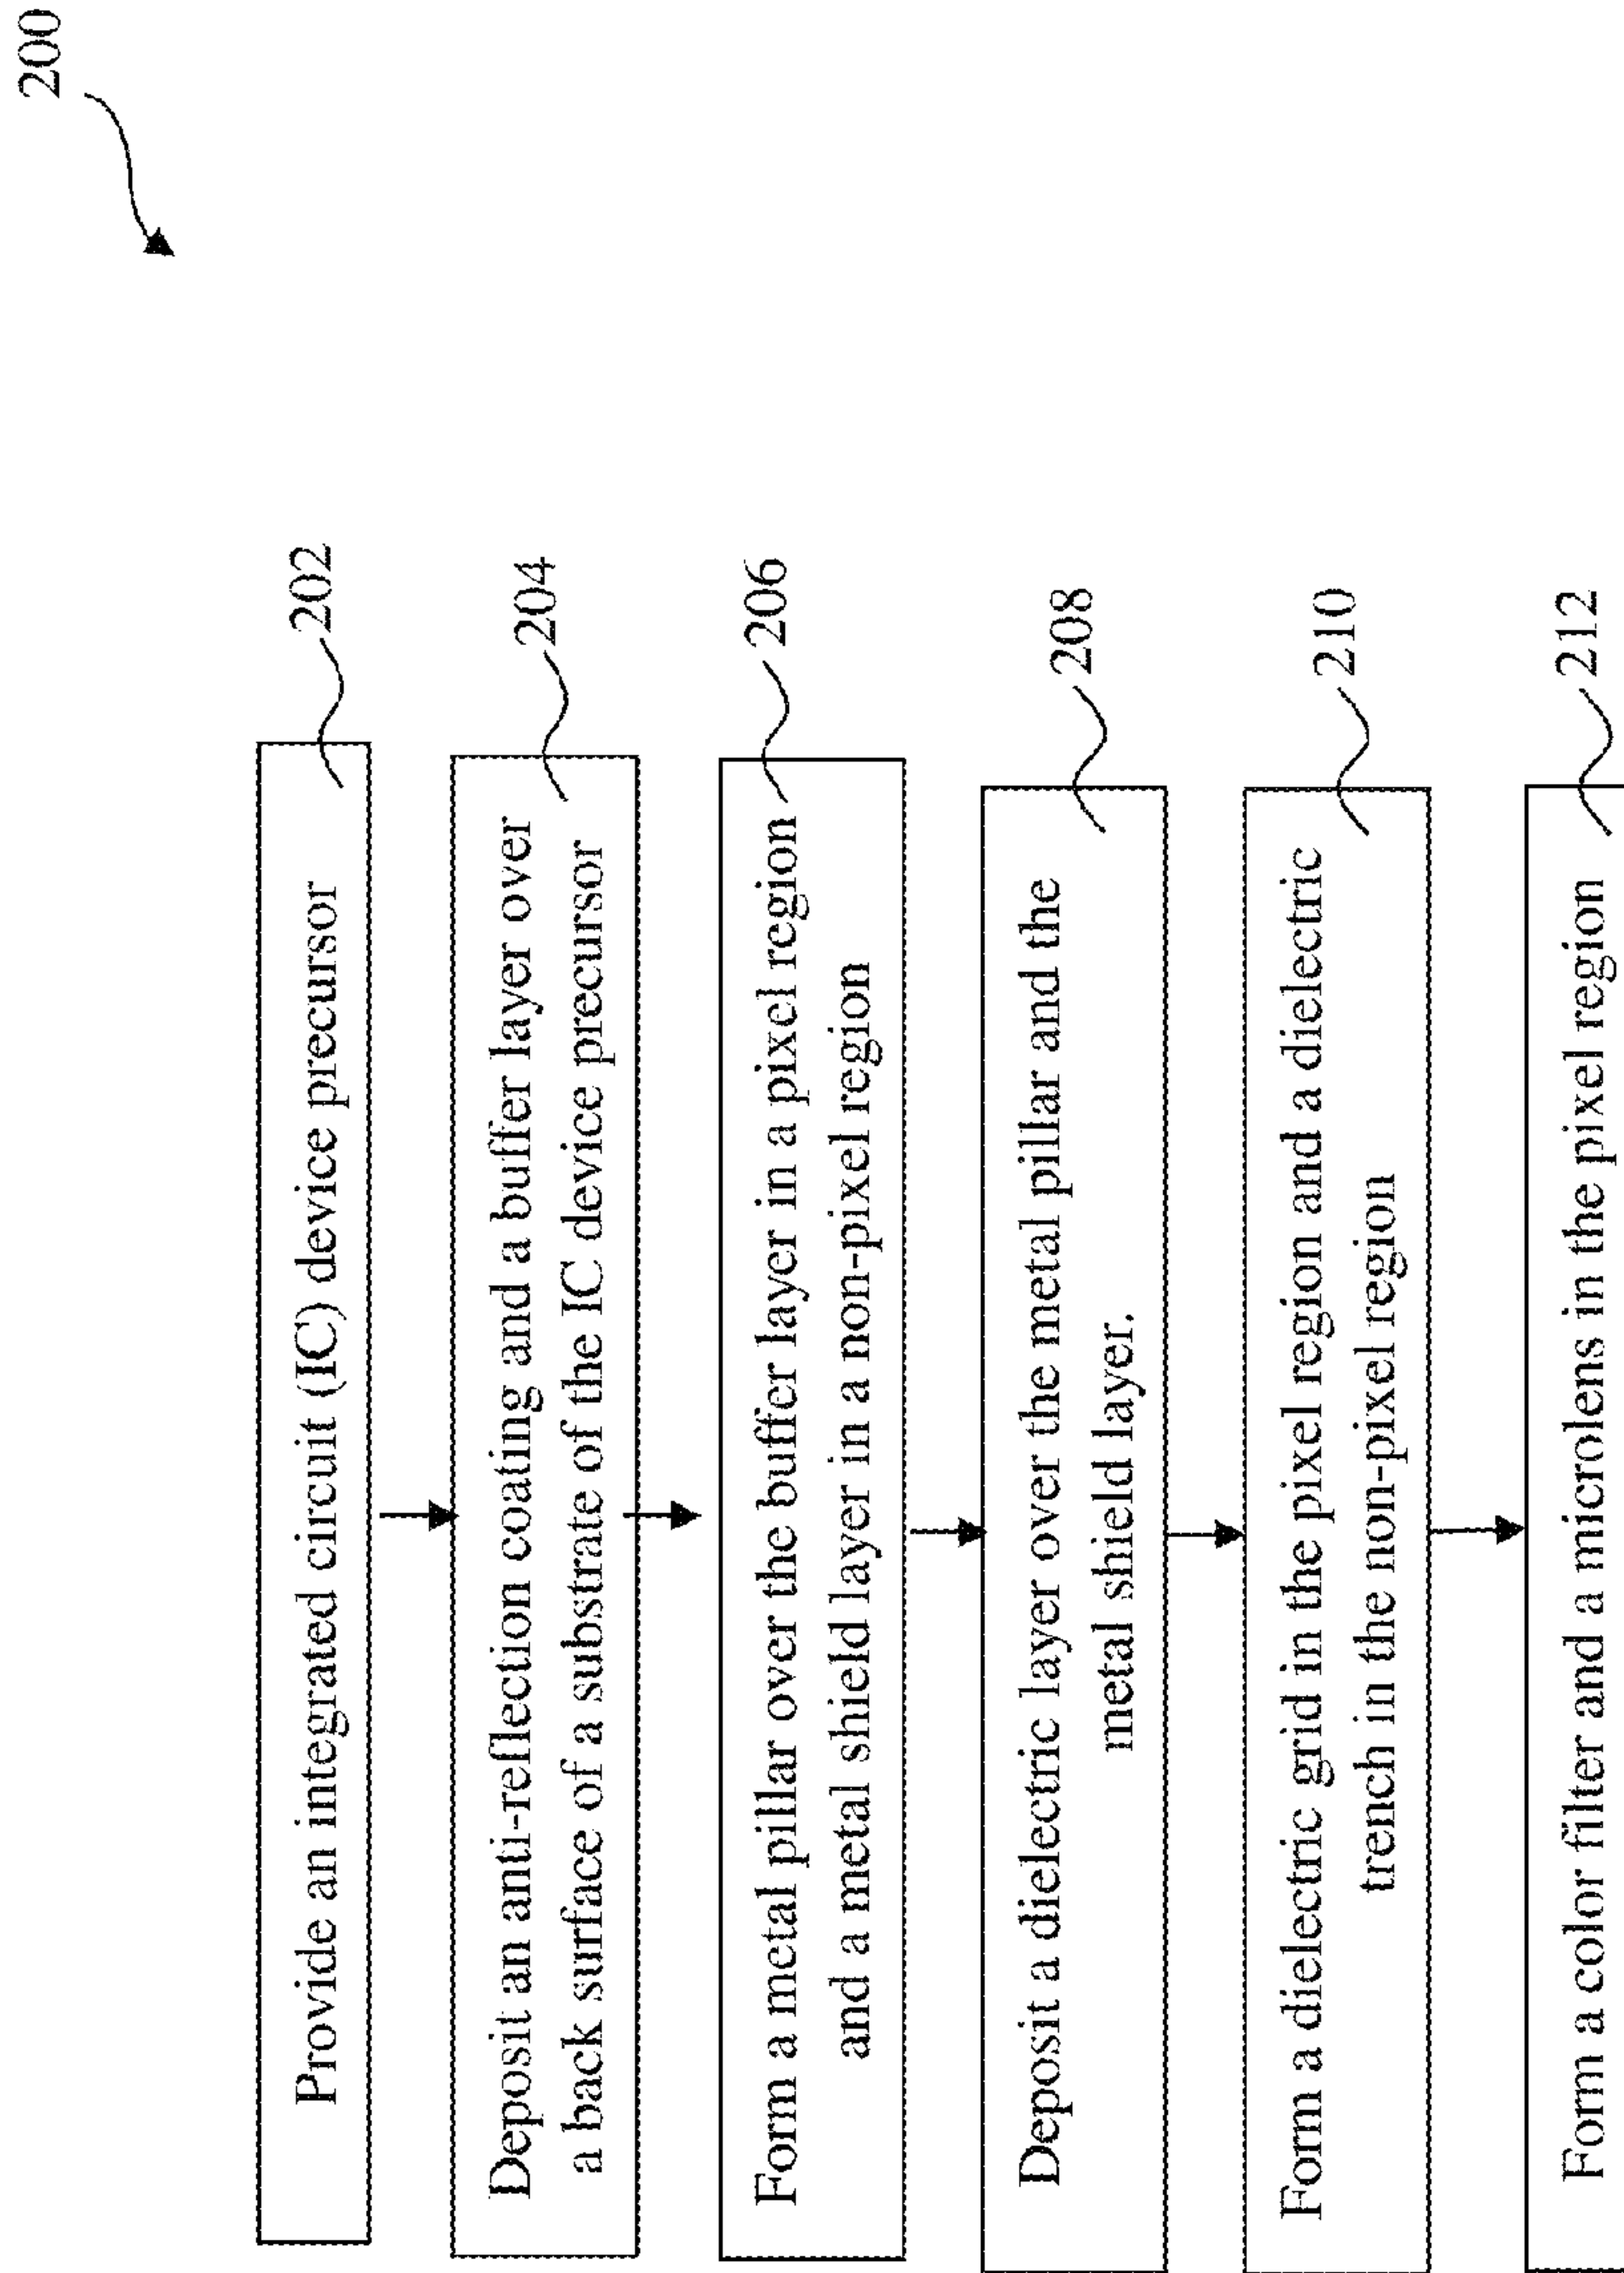 200
Provide an integrated circuit (IC) device precursor
202
Deposit an anti-reflection coating and a buffer layer over
a back surface of a substrate of the IC device precursor
204
Form a metal pillar over the buffer layer in a pixel region
and a metal shield layer in a non-pixel region
206
Deposit a dielectric layer over the metal pillar and the
metal shield layer.
208
Form a dielectric grid in the pixel region and a dielectric
trench in the non-pixel region
210
Form a color filter and a microlens in the pixel region
212